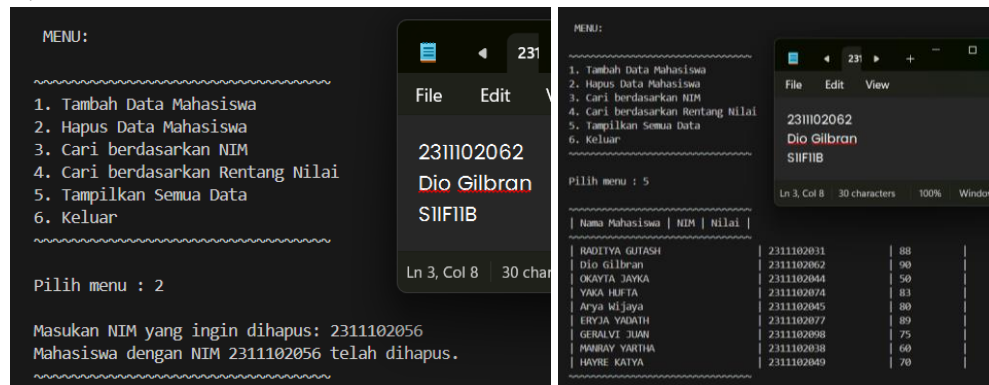 MENU:
~~~~~~~~~~~~~~~~~~~~~~~~~~~~~~~~~
1. Tambah Data Mahasiswa
2. Hapus Data Mahasiswa
3. Cari berdasarkan NIM
4. Cari berdasarkan Rentang Nilai
5. Tampilkan Semua Data
6. Keluar
~~~~~~~~~~~~~~~~~~~~~~~~~~~~~~~~~
Pilih menu : 2
Masukan NIM yang ingin dihapus: 2311102056
Mahasiswa dengan NIM 2311102056 telah dihapus.
~~~~~~~~~~~~~~~~~~~~~~~~~~~~~~~~~
231
File Edit
2311102062
Dio Gilbran
S1IF11B
Ln 3, Col 8 30 char
MENU:
~~~~~~~~~~~~~~~~~~~~~~~~~~~~~~~~~
1. Tambah Data Mahasiswa
2. Hapus Data Mahasiswa
3. Cari berdasarkan NIM
4. Cari berdasarkan Rentang Nilai
5. Tampilkan Semua Data
6. Keluar
~~~~~~~~~~~~~~~~~~~~~~~~~~~~~~~~~
Pilih menu : 5
~~~~~~~~~~~~~~~~~~~~~~~~~~~~~~~~~
| Nama Mahasiswa | NIM | Nilai |
~~~~~~~~~~~~~~~~~~~~~~~~~~~~~~~~~
| RADITYA GUTASH | 2311102031 | 88 |
| Dio Gilbran | 2311102062 | 90 |
| OKAYTA JAYKA | 2311102044 | 50 |
| YAKA HUFTA | 2311102074 | 83 |
| Arya Wijaya | 2311102045 | 80 |
| ERYJA YADATH | 2311102077 | 89 |
| GERALVI JUAN | 2311102098 | 75 |
| MANRAY YARTHA | 2311102038 | 60 |
| HAYRE KATYA | 2311102049 | 70 |
~~~~~~~~~~~~~~~~~~~~~~~~~~~~~~~~~
231 +
File Edit View
2311102062
Dio Gilbran
S1IF11B
Ln 3, Col 8 30 characters 100% Window